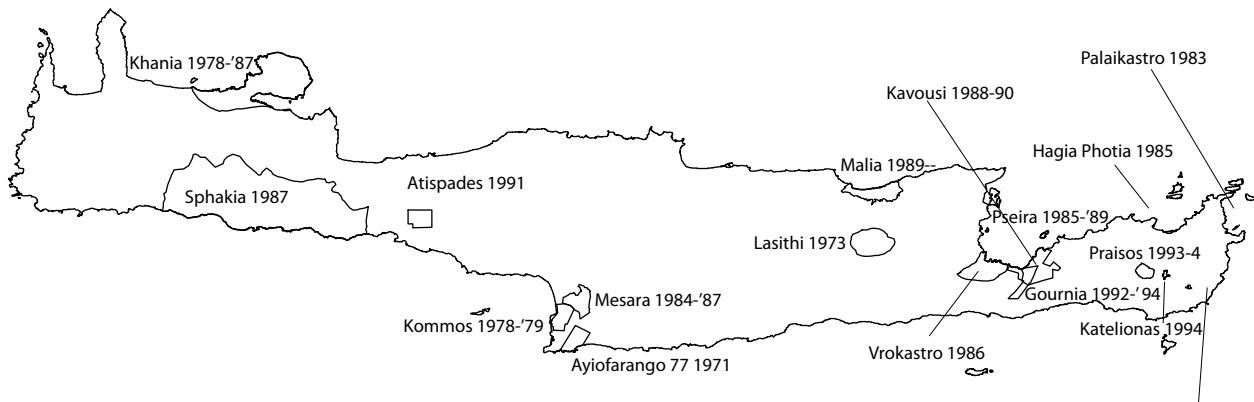 Palaikastro 1983
Khania 1978-’87
Kavousi 1988-90
Hagia Photia 1985
Malia 1989--
Atispades 1991
Sphakia 1987
Pseira 1985-’89
Lasithi 1973
Praisos 1993-4
Gournia 1992-’94
Mesara 1984-’87
Kommos 1978-’79
Katelionas 1994
Vrokastro 1986
Ayiofarango 77 1971